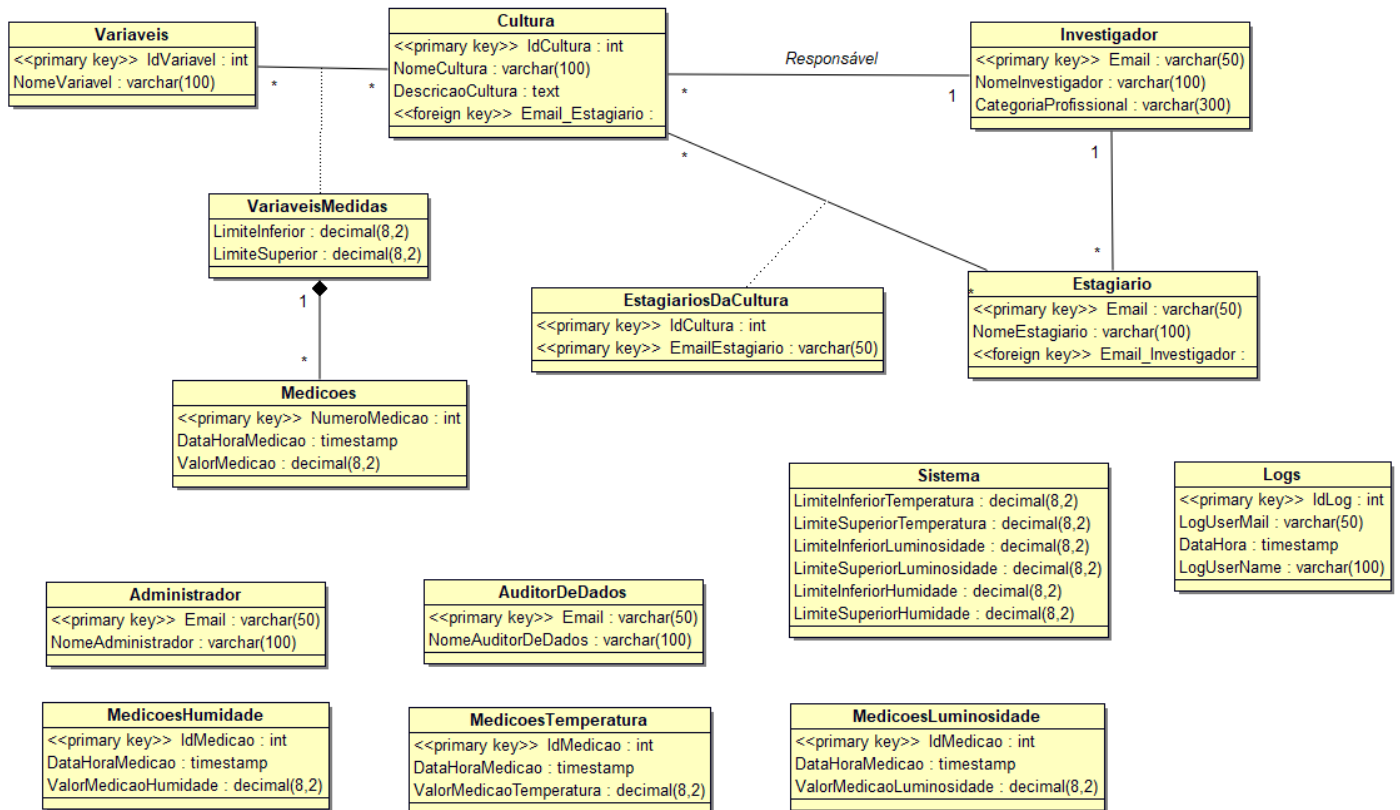 Variaveis
<<primary key>> IdVariavel : int
NomeVariavel : varchar(100)
*
*
Cultura
<<primary key>> IdCultura : int
NomeCultura : varchar(100)
DescricaoCultura : text
<<foreign key>> Email_Estagiario :
Responsável
*
1
*
Investigador
<<primary key>> Email : varchar(50)
NomeInvestigador : varchar(100)
CategoriaProfissional : varchar(300)
1
*
VariaveisMedidas
LimiteInferior : decimal(8,2)
LimiteSuperior : decimal(8,2)
1
*
EstagiariosDaCultura
<<primary key>> IdCultura : int
<<primary key>> EmailEstagiario : varchar(50)
*
Estagiario
<<primary key>> Email : varchar(50)
NomeEstagiario : varchar(100)
<<foreign key>> Email_Investigador :
Medicoes
<<primary key>> NumeroMedicao : int
DataHoraMedicao : timestamp
ValorMedicao : decimal(8,2)
Sistema
LimiteInferiorTemperatura : decimal(8,2)
LimiteSuperiorTemperatura : decimal(8,2)
LimiteInferiorLuminosidade : decimal(8,2)
LimiteSuperiorLuminosidade : decimal(8,2)
LimiteInferiorHumidade : decimal(8,2)
LimiteSuperiorHumidade : decimal(8,2)
Logs
<<primary key>> IdLog : int
LogUserMail : varchar(50)
DataHora : timestamp
LogUserName : varchar(100)
Administrador
<<primary key>> Email : varchar(50)
NomeAdministrador : varchar(100)
AuditorDeDados
<<primary key>> Email : varchar(50)
NomeAuditorDeDados : varchar(100)
MedicoesHumidade
<<primary key>> IdMedicao : int
DataHoraMedicao : timestamp
ValorMedicaoHumidade : decimal(8,2)
MedicoesTemperatura
<<primary key>> IdMedicao : int
DataHoraMedicao : timestamp
ValorMedicaoTemperatura : decimal(8,2)
MedicoesLuminosidade
<<primary key>> IdMedicao : int
DataHoraMedicao : timestamp
ValorMedicaoLuminosidade : decimal(8,2)